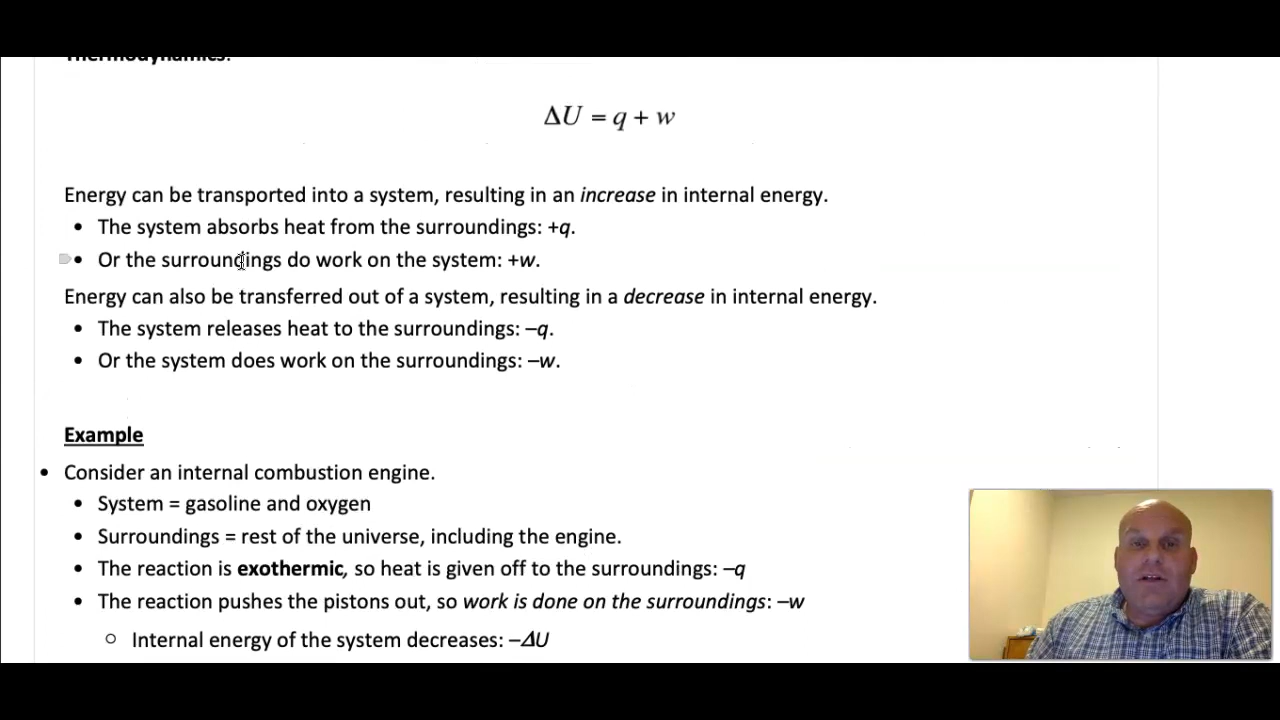 Thermodynamics:
ΔU = q + w
Energy can be transported into a system, resulting in an increase in internal energy.
• The system absorbs heat from the surroundings: +q.
• Or the surroundings do work on the system: +w.
Energy can also be transferred out of a system, resulting in a decrease in internal energy.
• The system releases heat to the surroundings: –q.
• Or the system does work on the surroundings: –w.
Example
• Consider an internal combustion engine.
• System = gasoline and oxygen
• Surroundings = rest of the universe, including the engine.
• The reaction is exothermic, so heat is given off to the surroundings: –q
• The reaction pushes the pistons out, so work is done on the surroundings: –w
○ Internal energy of the system decreases: –ΔU